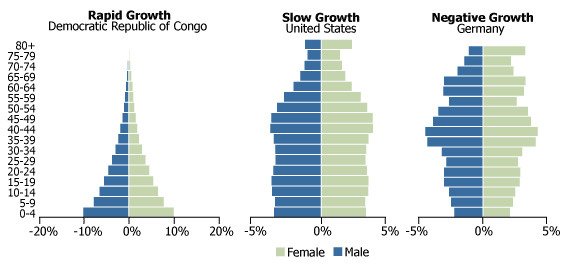 Rapid Growth
Democratic Republic of Congo
Slow Growth
United States
Negative Growth
Germany
80+
75-79
70-74
65-69
60-64
55-59
50-54
45-49
40-44
35-39
30-34
25-29
20-24
15-19
10-14
5-9
0-4
-20% -10% 0% 10% 20%
-5% 0% 5%
-5% 0% 5%
Female Male